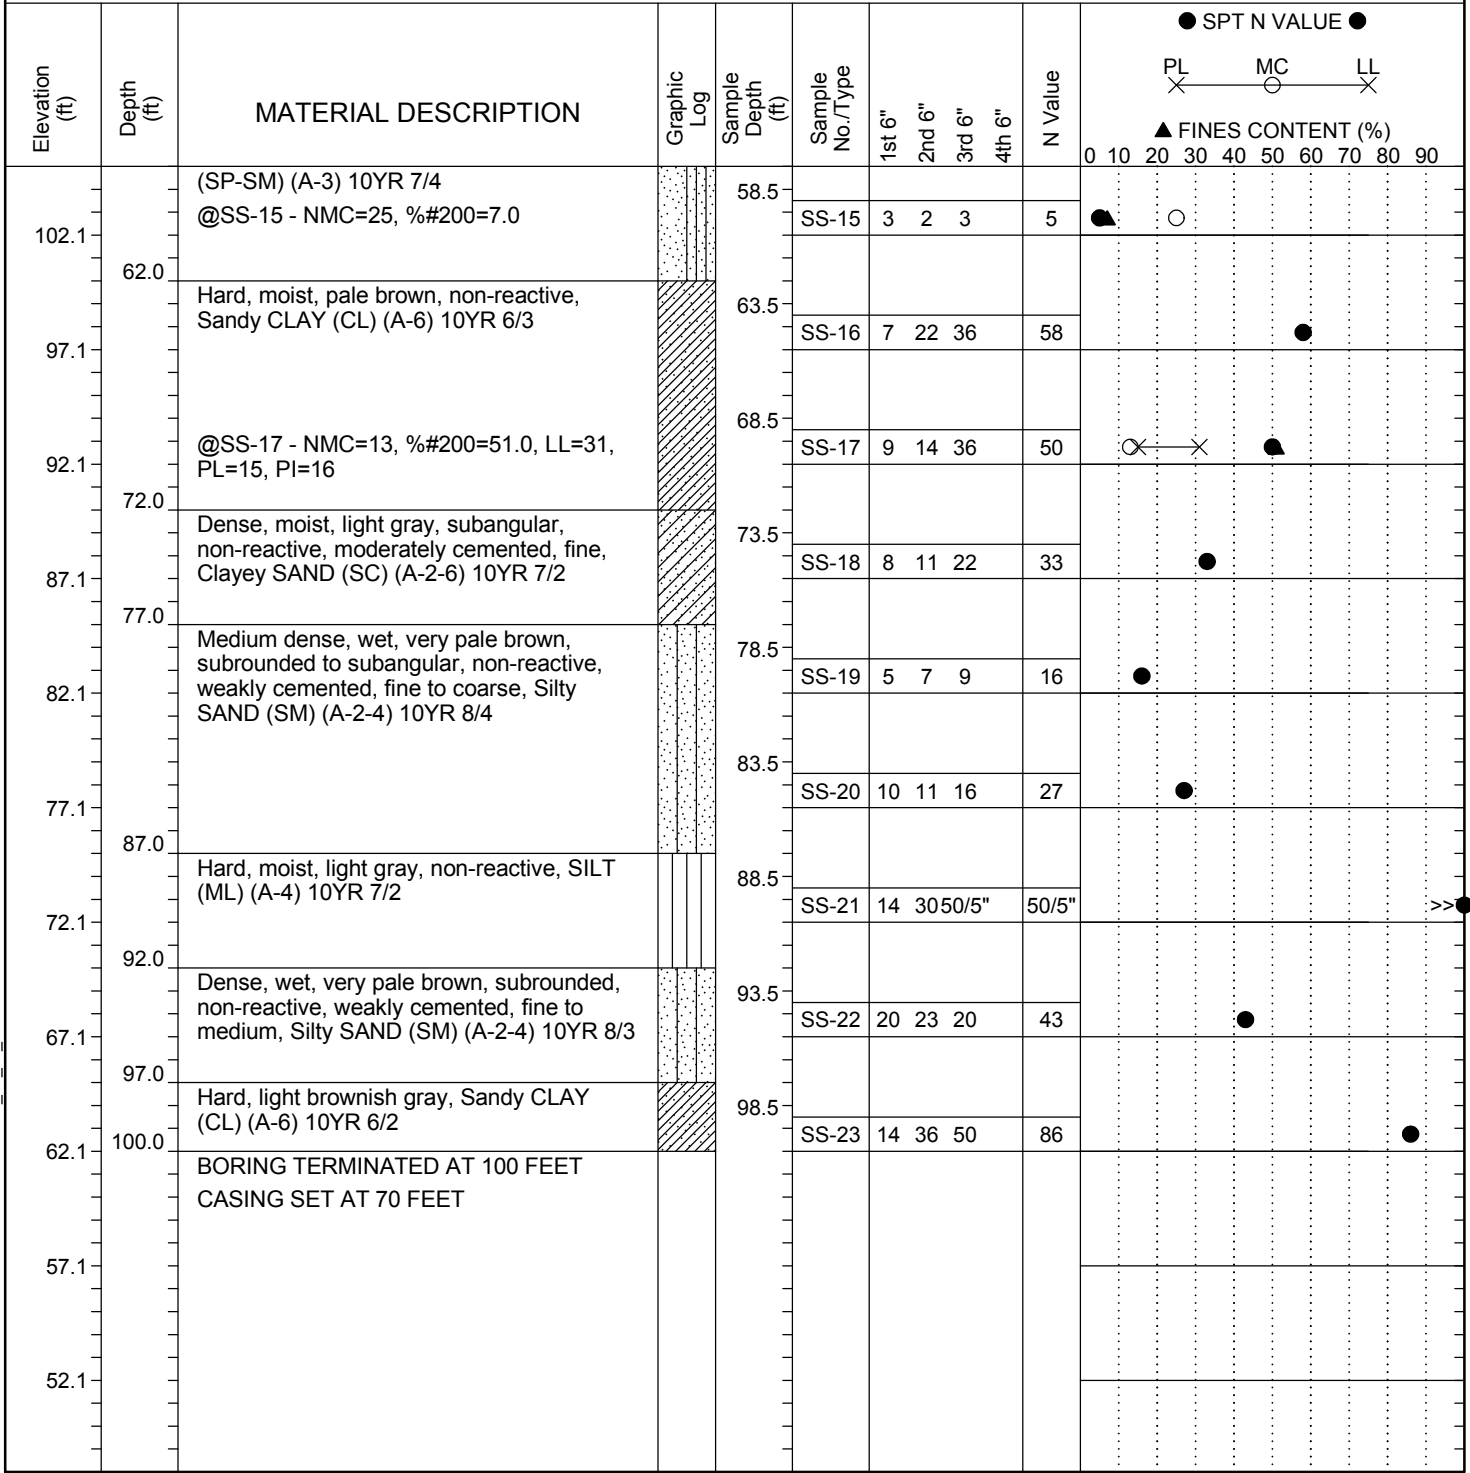 ● SPT N VALUE ●
PL MC LL
▲ FINES CONTENT (%)
0 10 20 30 40 50 60 70 80 90
Elevation (ft)
Depth (ft)
MATERIAL DESCRIPTION
Graphic Log
Sample Depth (ft)
Sample No./Type
1st 6"
2nd 6"
3rd 6"
4th 6"
N Value
(SP-SM) (A-3) 10YR 7/4
58.5
@SS-15 - NMC=25, %#200=7.0
SS-15 3 2 3 5
102.1
62.0
Hard, moist, pale brown, non-reactive,
63.5
Sandy CLAY (CL) (A-6) 10YR 6/3
SS-16 7 22 36 58
97.1
68.5
@SS-17 - NMC=13, %#200=51.0, LL=31,
SS-17 9 14 36 50
92.1
PL=15, PI=16
72.0
Dense, moist, light gray, subangular,
73.5
non-reactive, moderately cemented, fine,
SS-18 8 11 22 33
87.1
Clayey SAND (SC) (A-2-6) 10YR 7/2
77.0
Medium dense, wet, very pale brown,
78.5
subrounded to subangular, non-reactive,
SS-19 5 7 9 16
weakly cemented, fine to coarse, Silty
82.1
SAND (SM) (A-2-4) 10YR 8/4
83.5
SS-20 10 11 16 27
77.1
87.0
Hard, moist, light gray, non-reactive, SILT
88.5
(ML) (A-4) 10YR 7/2
SS-21 14 30 50/5" 50/5" >>
72.1
92.0
Dense, wet, very pale brown, subrounded,
93.5
non-reactive, weakly cemented, fine to
SS-22 20 23 20 43
medium, Silty SAND (SM) (A-2-4) 10YR 8/3
67.1
97.0
Hard, light brownish gray, Sandy CLAY
98.5
(CL) (A-6) 10YR 6/2
SS-23 14 36 50 86
100.0
62.1
BORING TERMINATED AT 100 FEET
CASING SET AT 70 FEET
57.1
52.1